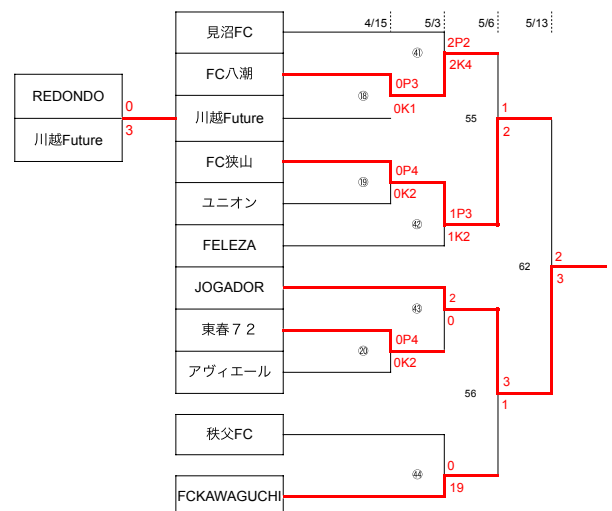 4/15 5/3 5/6 5/13
見沼FC
㊶ 2P2
2K4
FC八潮
0P3
⑱ 0K1
REDONDO 0
川越Future 3
川越Future
55 1
2
FC狭山
0P4
⑲ 0K2
ユニオン
1P3
㊷ 1K2
FELEZA
62 2
3
JOGADOR
㊸ 2
0
東春７２
0P4
⑳ 0K2
アヴィエール
56 3
1
秩父FC
㊹ 0
19
FCKAWAGUCHI